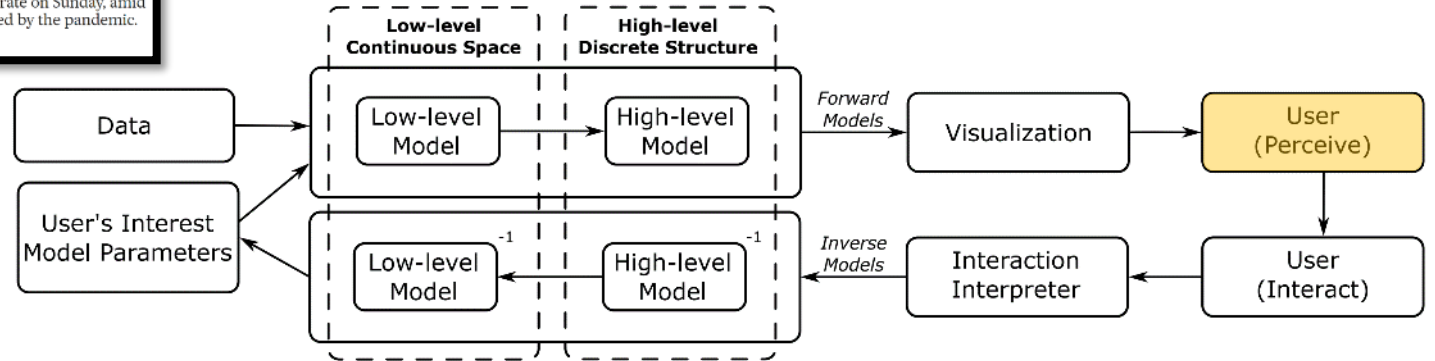 rate on Sunday, amid
ed by the pandemic.
Low-level
Continuous Space
High-level
Discrete Structure
Data
Low-level
Model
High-level
Model
Forward
Models
Visualization
User
(Perceive)
User's Interest
Model Parameters
Low-level
Model
-1
High-level
Model
-1
Inverse
Models
Interaction
Interpreter
User
(Interact)